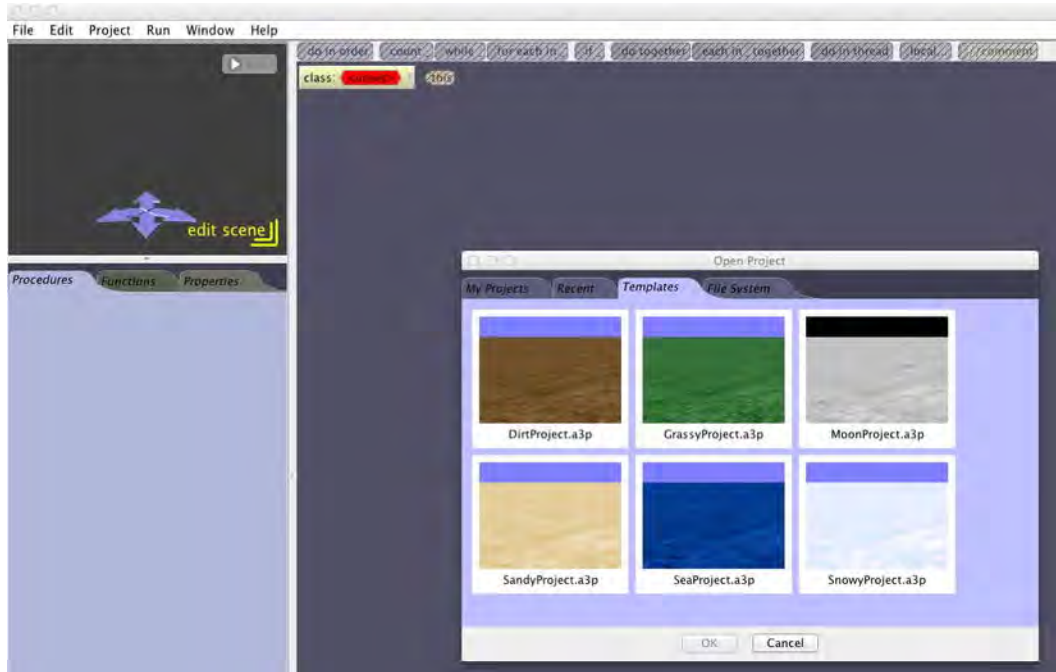 File Edit Project Run Window Help
do in order count while for each in if do together each in together do in thread local //comment
class:
edit scene
Procedures Functions Properties
Open Project
My Projects Recent Templates File System
DirtProject.a3p GrassyProject.a3p MoonProject.a3p
SandyProject.a3p SeaProject.a3p SnowyProject.a3p
OK Cancel